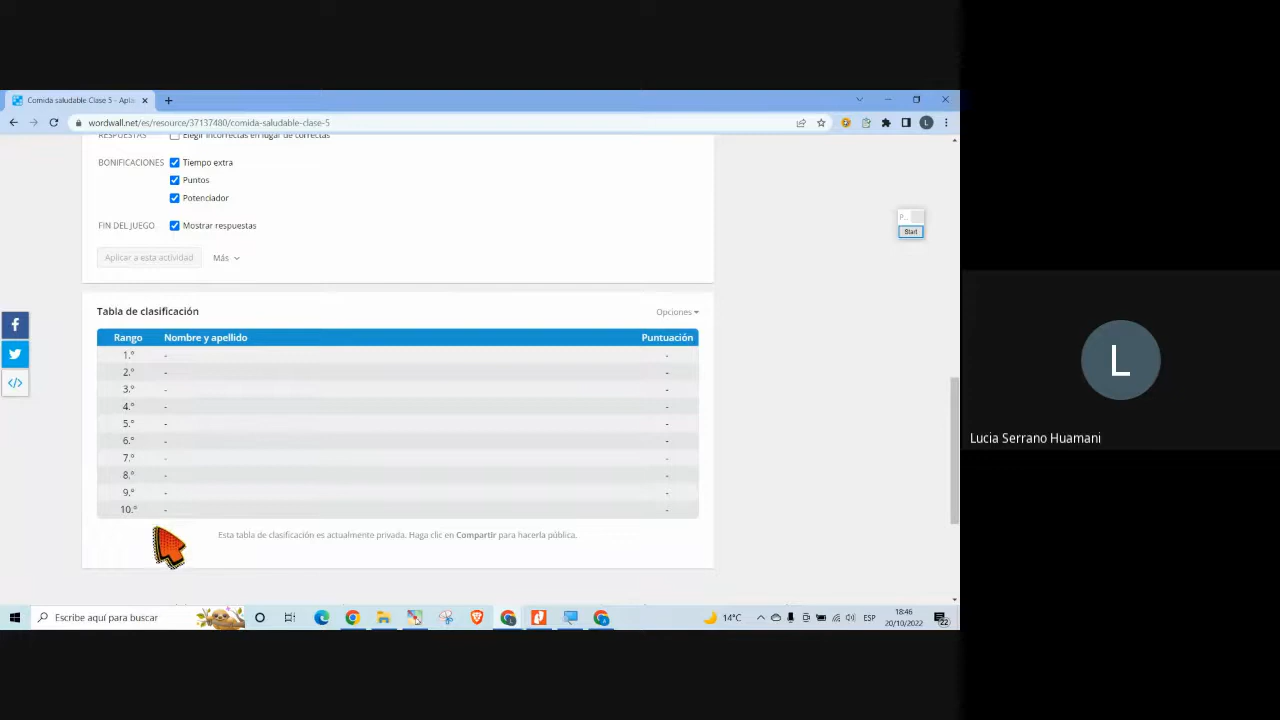 Comida saludable Clase 5 - Apla
wordwall.net/es/resource/37137480/comida-saludable-clase-5
L
RESPUESTAS Elegir incorrectas en lugar de correctas
BONIFICACIONES Tiempo extra
Puntos
P...
Potenciador
Start
FIN DEL JUEGO Mostrar respuestas
Aplicar a esta actividad Más
Tabla de clasificación Opciones
Rango Nombre y apellido Puntuación
1.º - -
2.º - -
3.º - -
4.º - -
5.º - -
6.º - -
7.º - -
8.º - -
9.º - -
10.º - -
Esta tabla de clasificación es actualmente privada. Haga clic en Compartir para hacerla pública.
L
Lucia Serrano Huamani
Escribe aquí para buscar
14°C ESP 18:46
20/10/2022
22